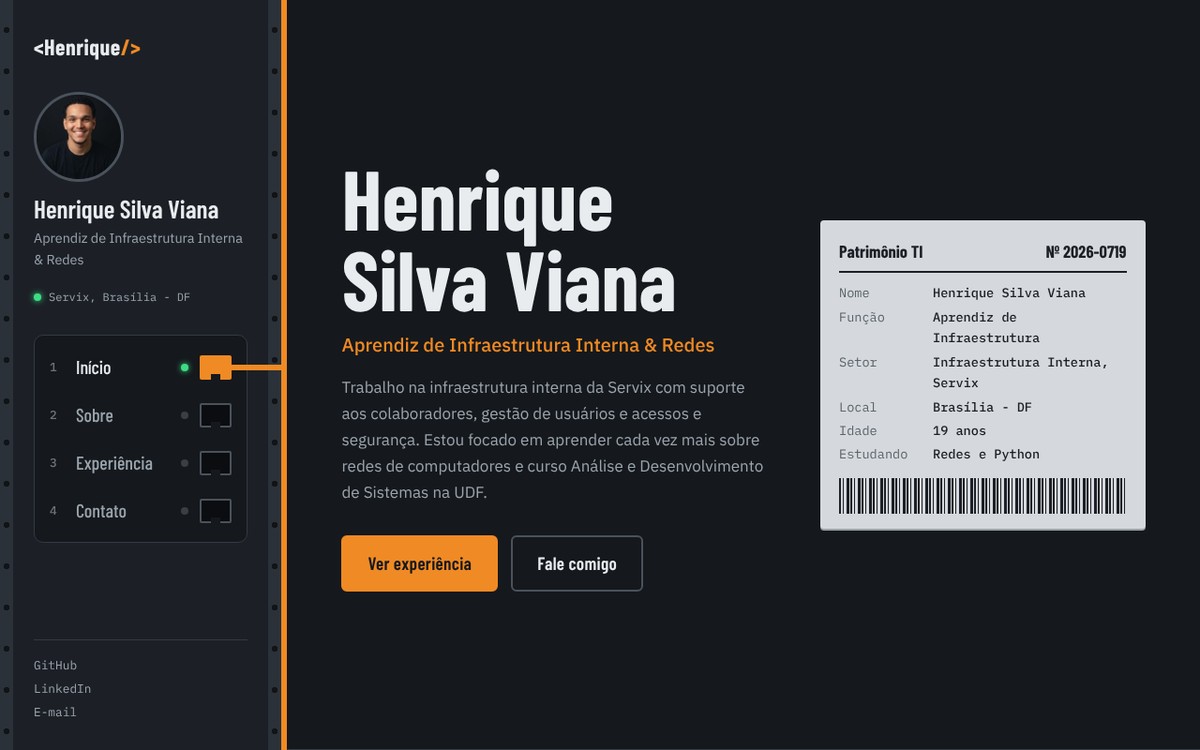 <Henrique/>
Henrique Silva Viana
Aprendiz de Infraestrutura Interna
& Redes
Servix, Brasília - DF
1 Início
2 Sobre
3 Experiência
4 Contato
GitHub
LinkedIn
E-mail
Henrique
Silva Viana
Aprendiz de Infraestrutura Interna & Redes
Trabalho na infraestrutura interna da Servix com suporte
aos colaboradores, gestão de usuários e acessos e
segurança. Estou focado em aprender cada vez mais sobre
redes de computadores e curso Análise e Desenvolvimento
de Sistemas na UDF.
Ver experiência
Fale comigo
Patrimônio TI Nº 2026-0719
Nome Henrique Silva Viana
Função Aprendiz de
Infraestrutura
Setor Infraestrutura Interna,
Servix
Local Brasília - DF
Idade 19 anos
Estudando Redes e Python